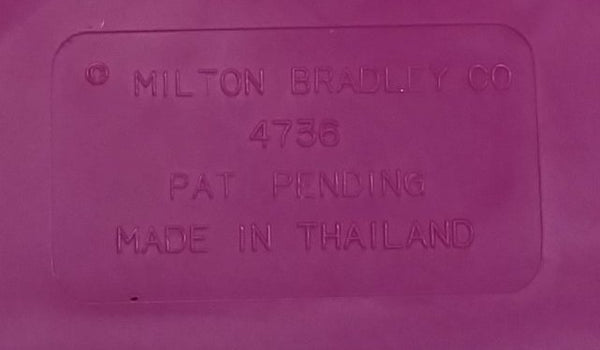 © MILTON BRADLEY CO
4736
PAT PENDING
MADE IN THAILAND